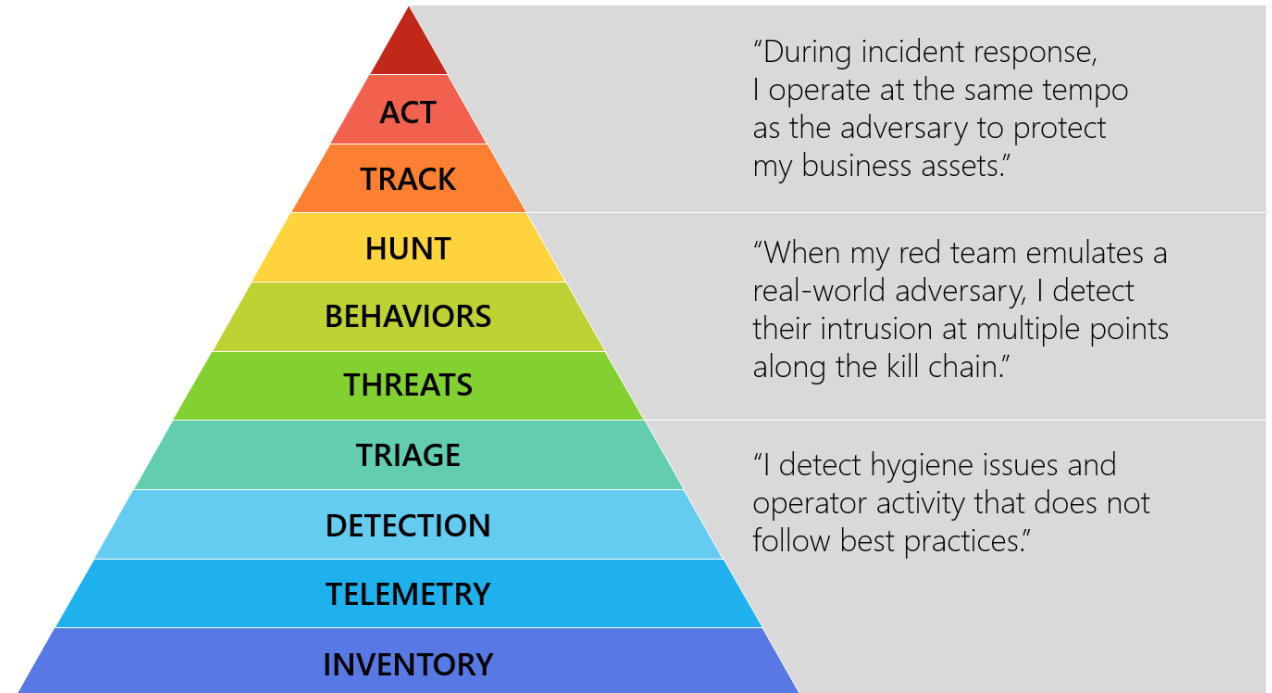 ACT
TRACK
HUNT
BEHAVIORS
THREATS
TRIAGE
DETECTION
TELEMETRY
INVENTORY
“During incident response,
I operate at the same tempo
as the adversary to protect
my business assets.”
“When my red team emulates a
real-world adversary, I detect
their intrusion at multiple points
along the kill chain.”
“I detect hygiene issues and
operator activity that does not
follow best practices.”